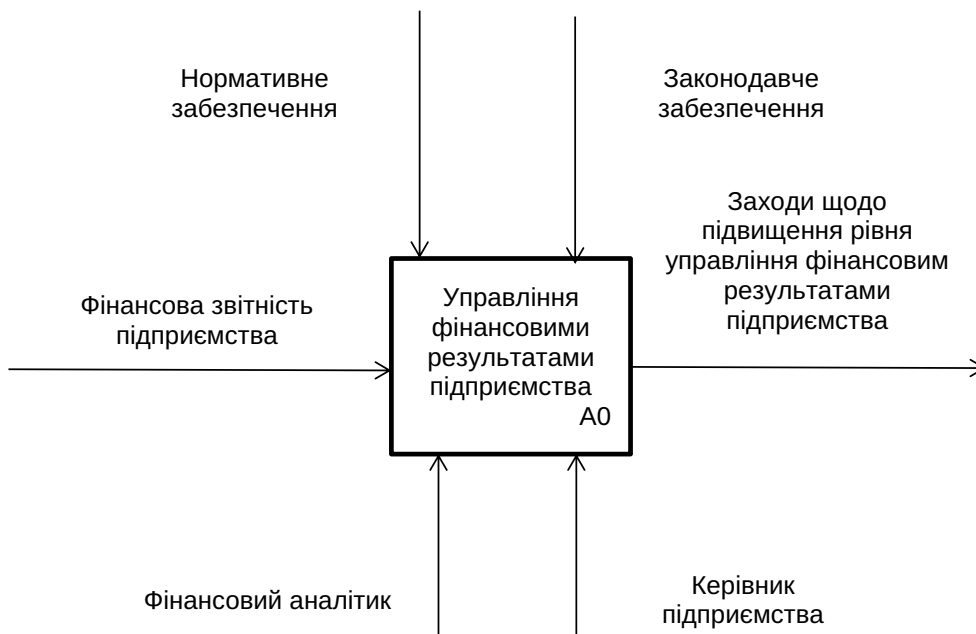 Нормативне
забезпечення
Законодавче
забезпечення
Заходи щодо
підвищення рівня
управління фінансовим
результатами
підприємства
Фінансова звітність
підприємства
Управління
фінансовими
результатами
підприємства
А0
Фінансовий аналітик
Керівник
підприємства